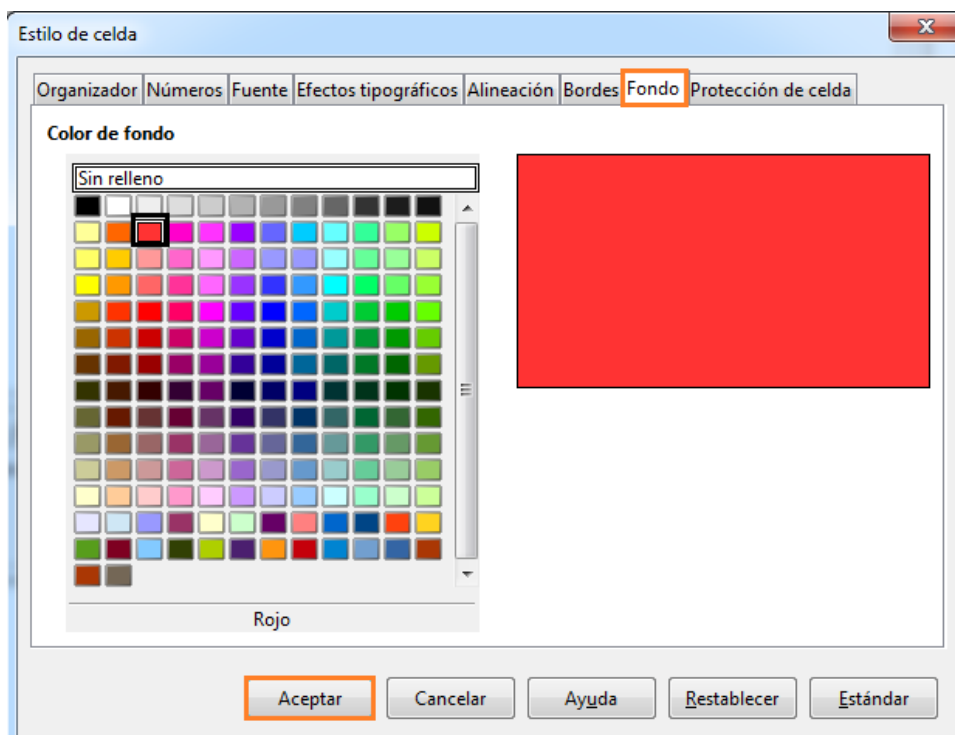 Estilo de celda
Organizador Números Fuente Efectos tipográficos Alineación Bordes Fondo Protección de celda
Color de fondo
Sin relleno
Rojo
Aceptar Cancelar Ayuda Restablecer Estándar